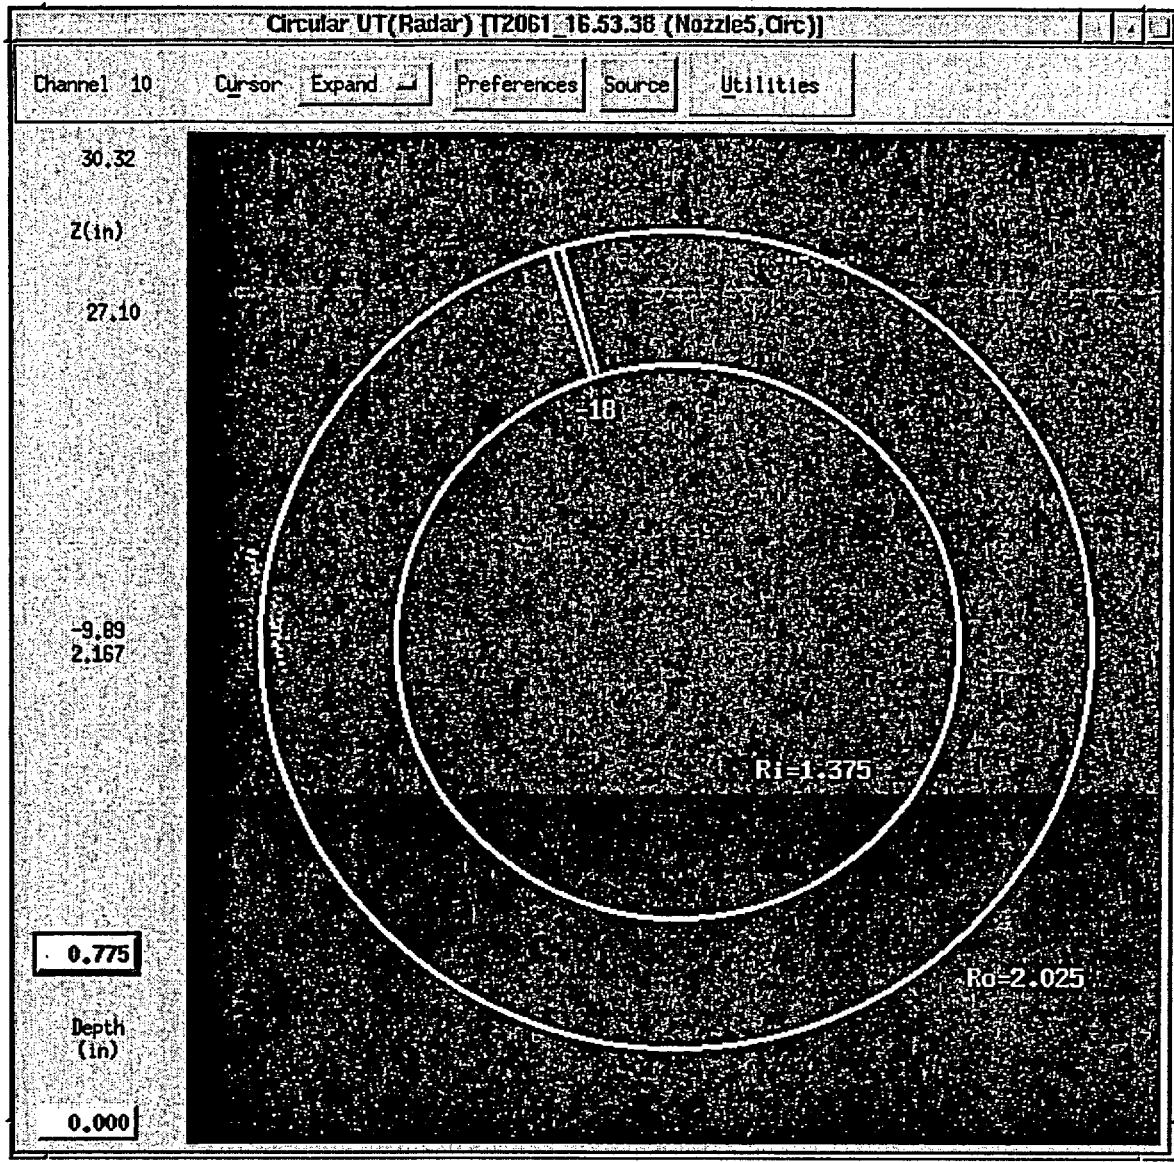 Circular UT(Radar) [T2061_16.53.38 (Nozzle5,Circ)]
Channel 10 Cursor Expand Preferences Source Utilities
30.32
Z(in)
27.10
-18
-9.89
2.167
Ri=1.375
0.775
Ro=2.025
Depth
(in)
0.000